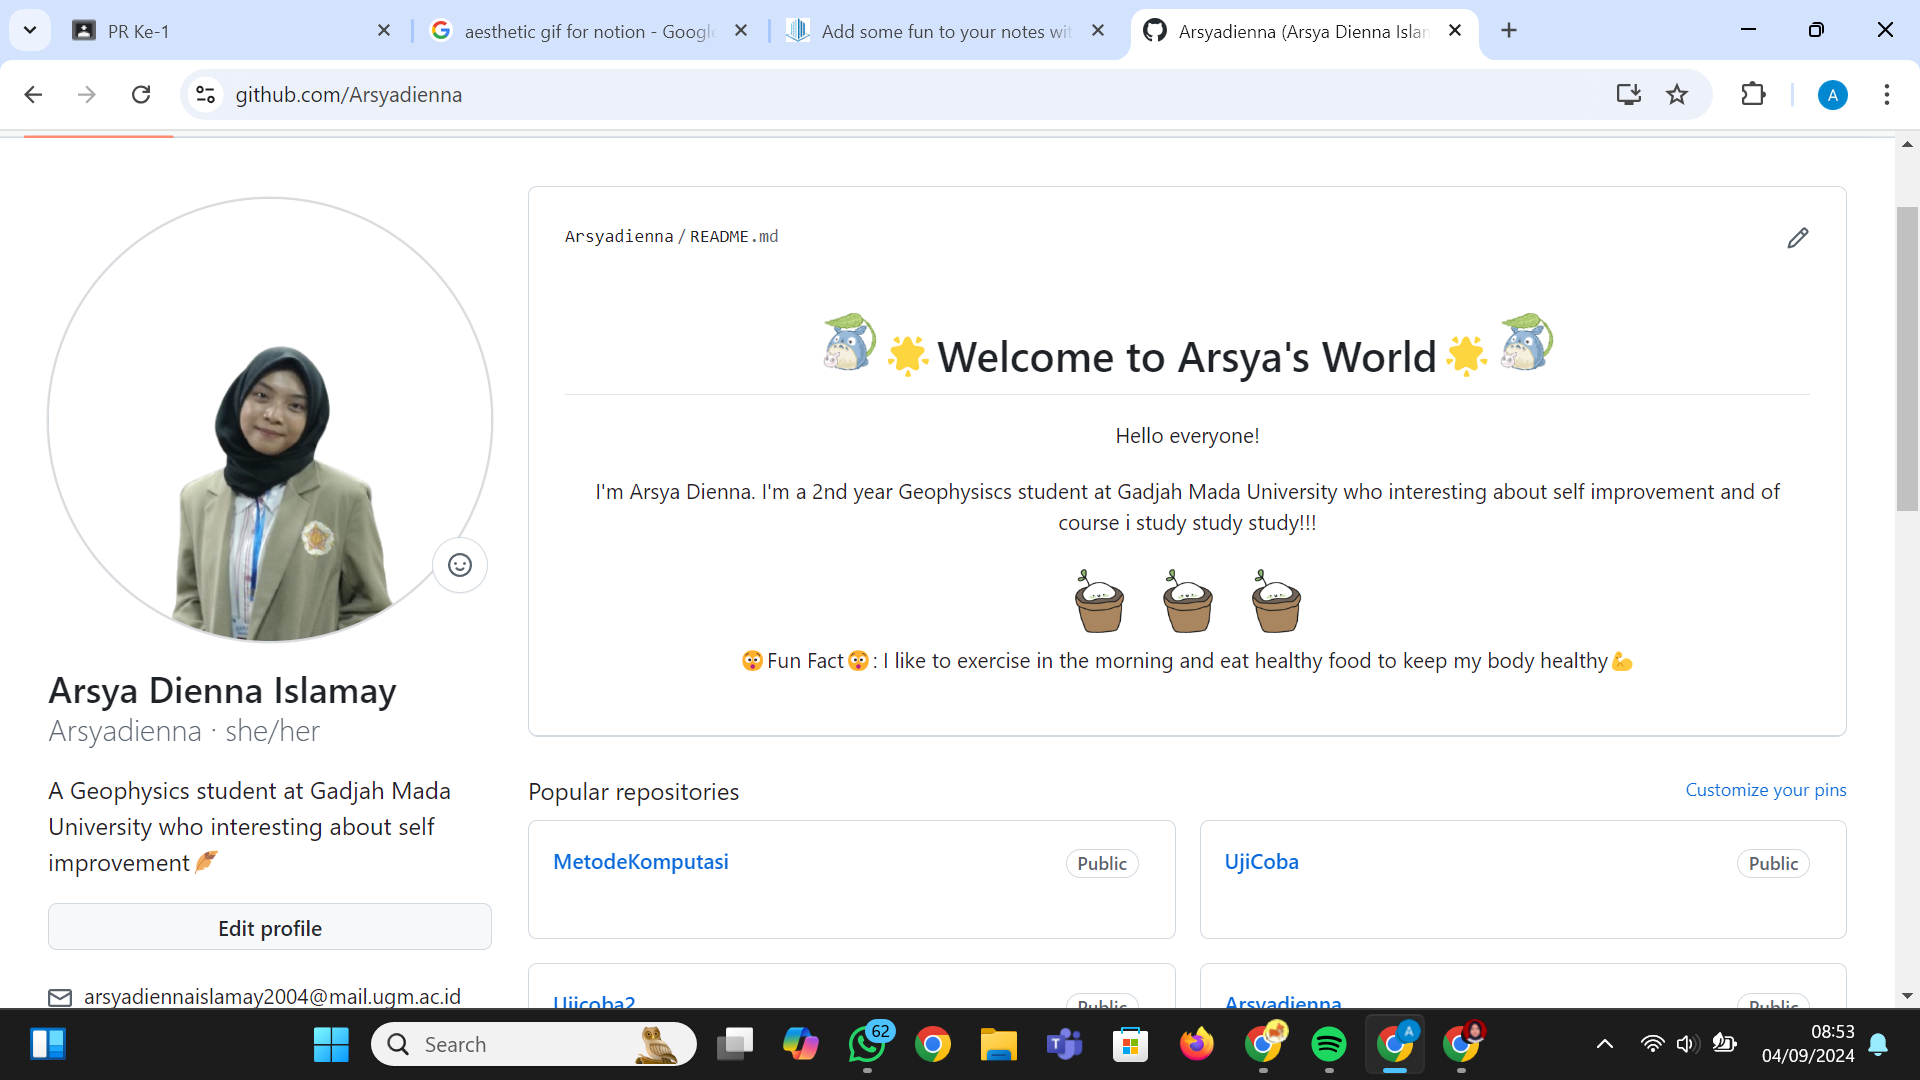 PR Ke-1
aesthetic gif for notion - Google
Add some fun to your notes wit
Arsyadienna (Arsya Dienna Islam
github.com/Arsyadienna
A
Arsyadienna/README.md
Welcome to Arsya's World
Hello everyone!
I'm Arsya Dienna. I'm a 2nd year Geophysiscs student at Gadjah Mada University who interesting about self improvement and of
course i study study study!!!
Fun Fact: I like to exercise in the morning and eat healthy food to keep my body healthy
Arsya Dienna Islamay
Arsyadienna · she/her
A Geophysics student at Gadjah Mada
University who interesting about self
improvement
Edit profile
arsyadiennaislamay2004@mail.ugm.ac.id
Popular repositories
Customize your pins
MetodeKomputasi
Public
UjiCoba
Public
Ujicoba2
Public
Arsyadienna
Public
Search
62
A
08:53
04/09/2024